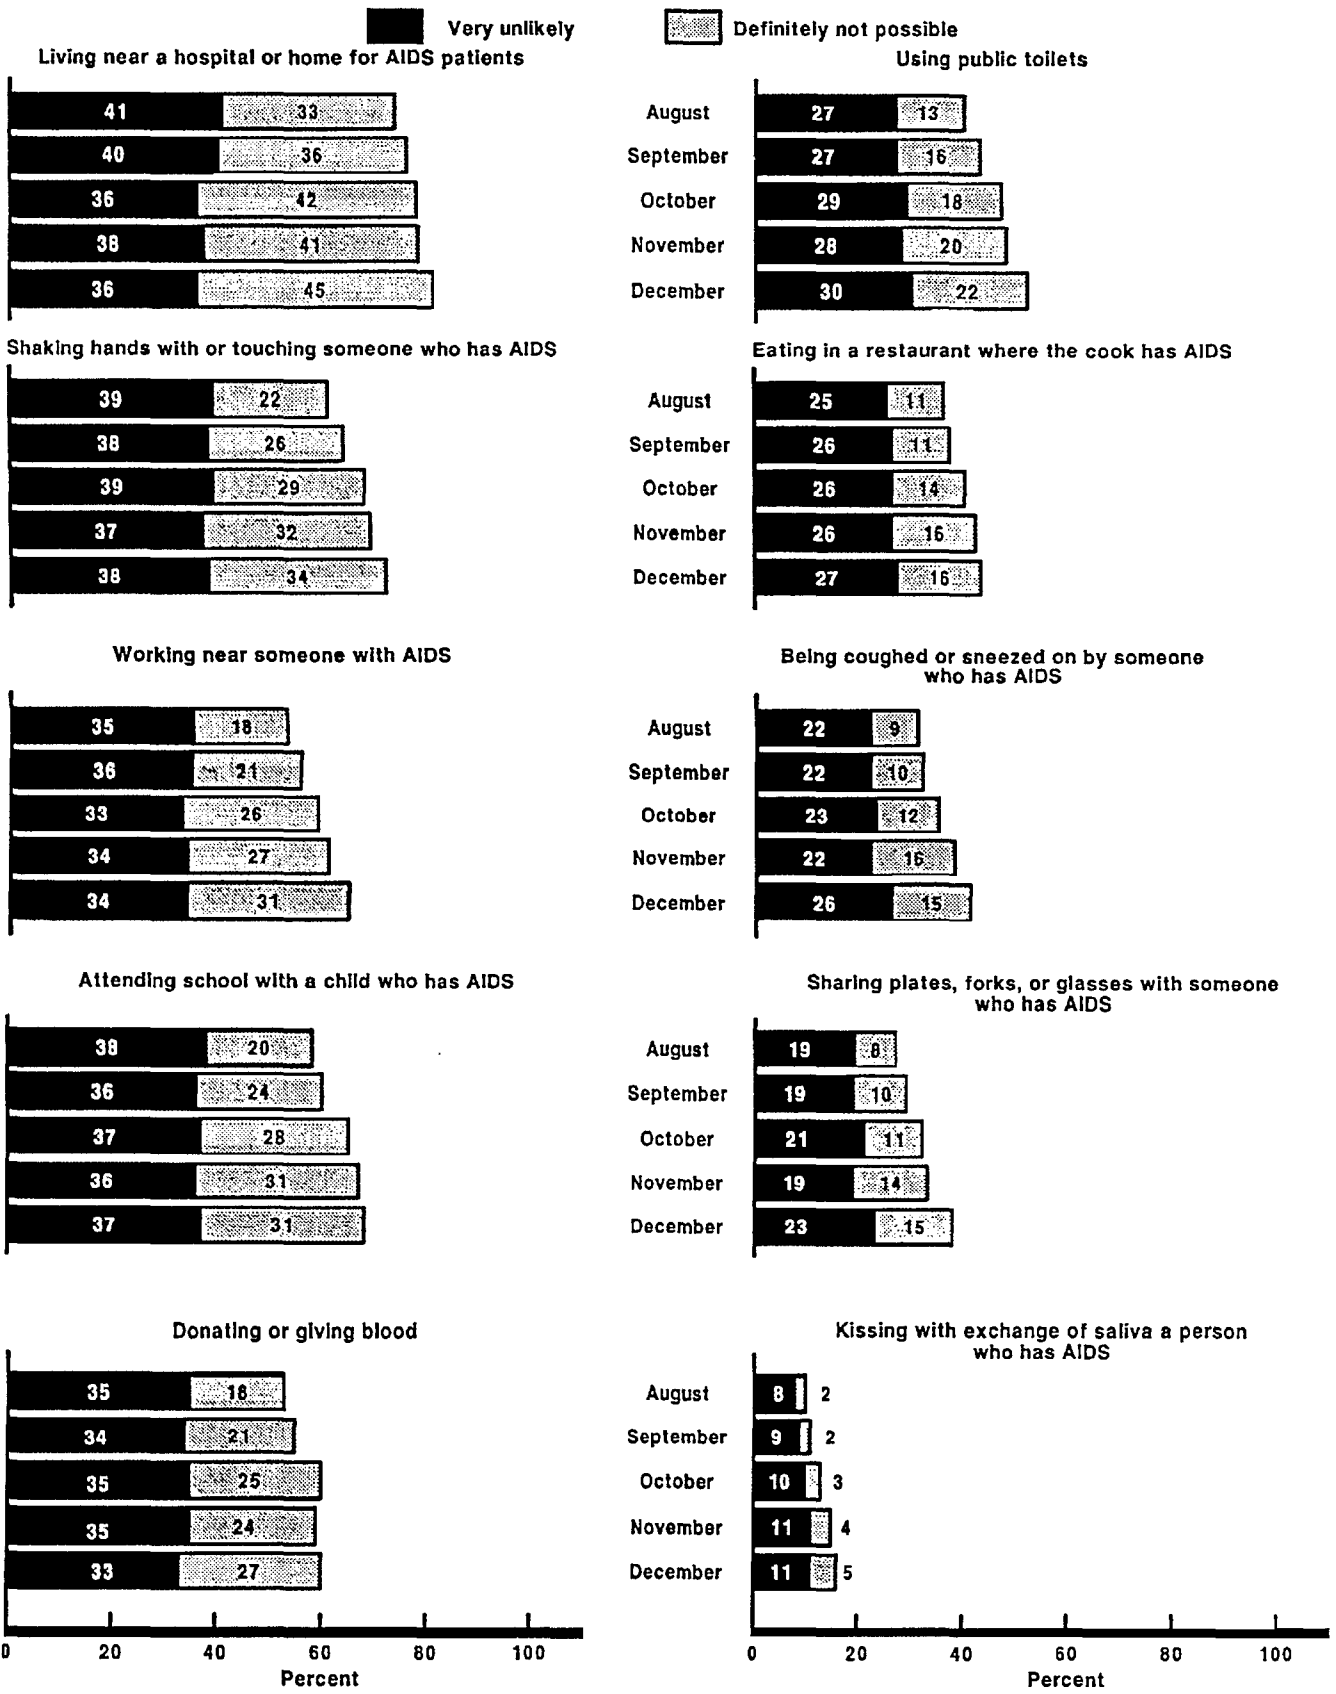 Very unlikely
Definitely not possible
Living near a hospital or home for AIDS patients
41 33
40 36
36 42
38 41
36 45
Using public toilets
August 27 13
September 27 16
October 29 18
November 28 20
December 30 22
Shaking hands with or touching someone who has AIDS
39 22
38 26
39 29
37 32
38 34
Eating in a restaurant where the cook has AIDS
August 25 11
September 26 11
October 26 14
November 26 16
December 27 16
Working near someone with AIDS
35 18
36 21
33 26
34 27
34 31
Being coughed or sneezed on by someone
who has AIDS
August 22 9
September 22 10
October 23 12
November 22 16
December 26 15
Attending school with a child who has AIDS
38 20
36 24
37 28
36 31
37 31
Sharing plates, forks, or glasses with someone
who has AIDS
August 19 8
September 19 10
October 21 11
November 19 14
December 23 15
Donating or giving blood
35 18
34 21
35 25
35 24
33 27
0 20 40 60 80 100
Percent
Kissing with exchange of saliva a person
who has AIDS
August 8 2
September 9 2
October 10 3
November 11 4
December 11 5
0 20 40 60 80 100
Percent